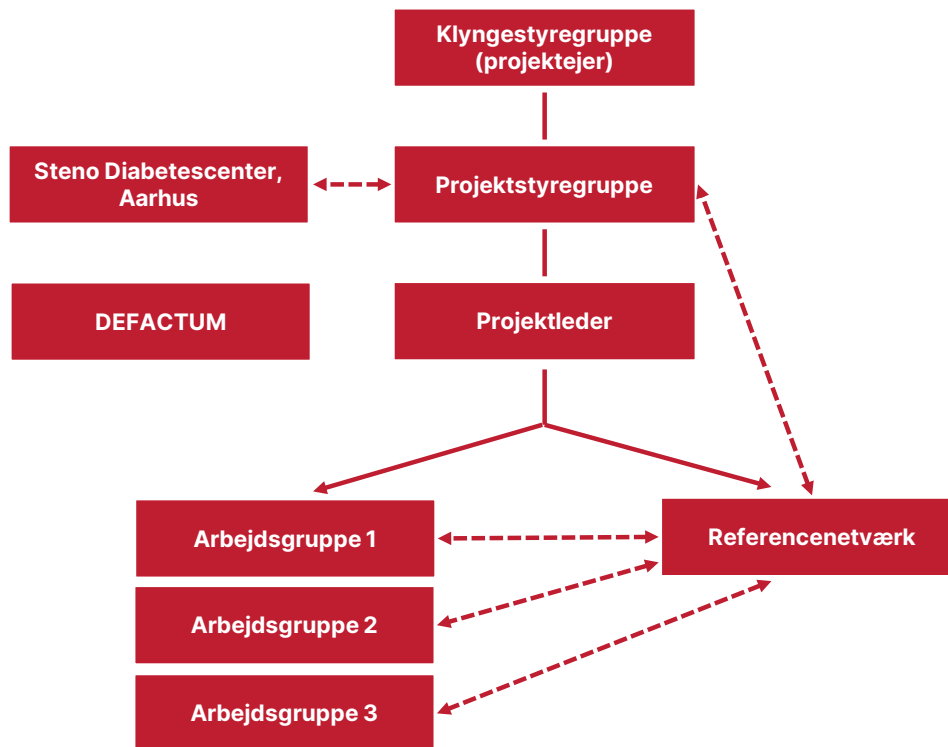 Klyngestyregruppe
(projektejer)
Steno Diabetescenter,
Aarhus
Projektstyregruppe
DEFACTUM
Projektleder
Arbejdsgruppe 1
Referencenetværk
Arbejdsgruppe 2
Arbejdsgruppe 3